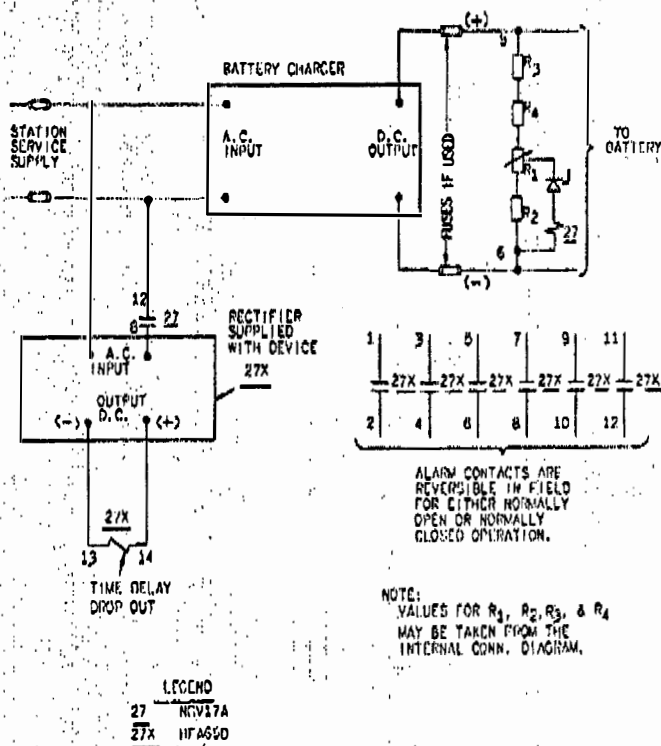 (+)
BATTERY CHARGER
5
R3
R4
R1
R2
27
6
(-)
TO
BATTERY
STATION
SERVICE
SUPPLY
A.C.
INPUT
D.C.
OUTPUT
FUSES IF USED
12
8
27
RECTIFIER
SUPPLIED
WITH DEVICE
27X
A.C.
INPUT
OUTPUT
D.C.
(-)
(+)
27X
13
14
TIME DELAY
DROP OUT
1 3 5 7 9 11
27X 27X 27X 27X 27X 27X
2 4 6 8 10 12
ALARM CONTACTS ARE
REVERSIBLE IN FIELD
FOR EITHER NORMALLY
OPEN OR NORMALLY
CLOSED OPERATION.
NOTE:
VALUES FOR R1, R2, R3, & R4
MAY BE TAKEN FROM THE
INTERNAL CONN. DIAGRAM.
LEGEND
27 NGV17A
27X